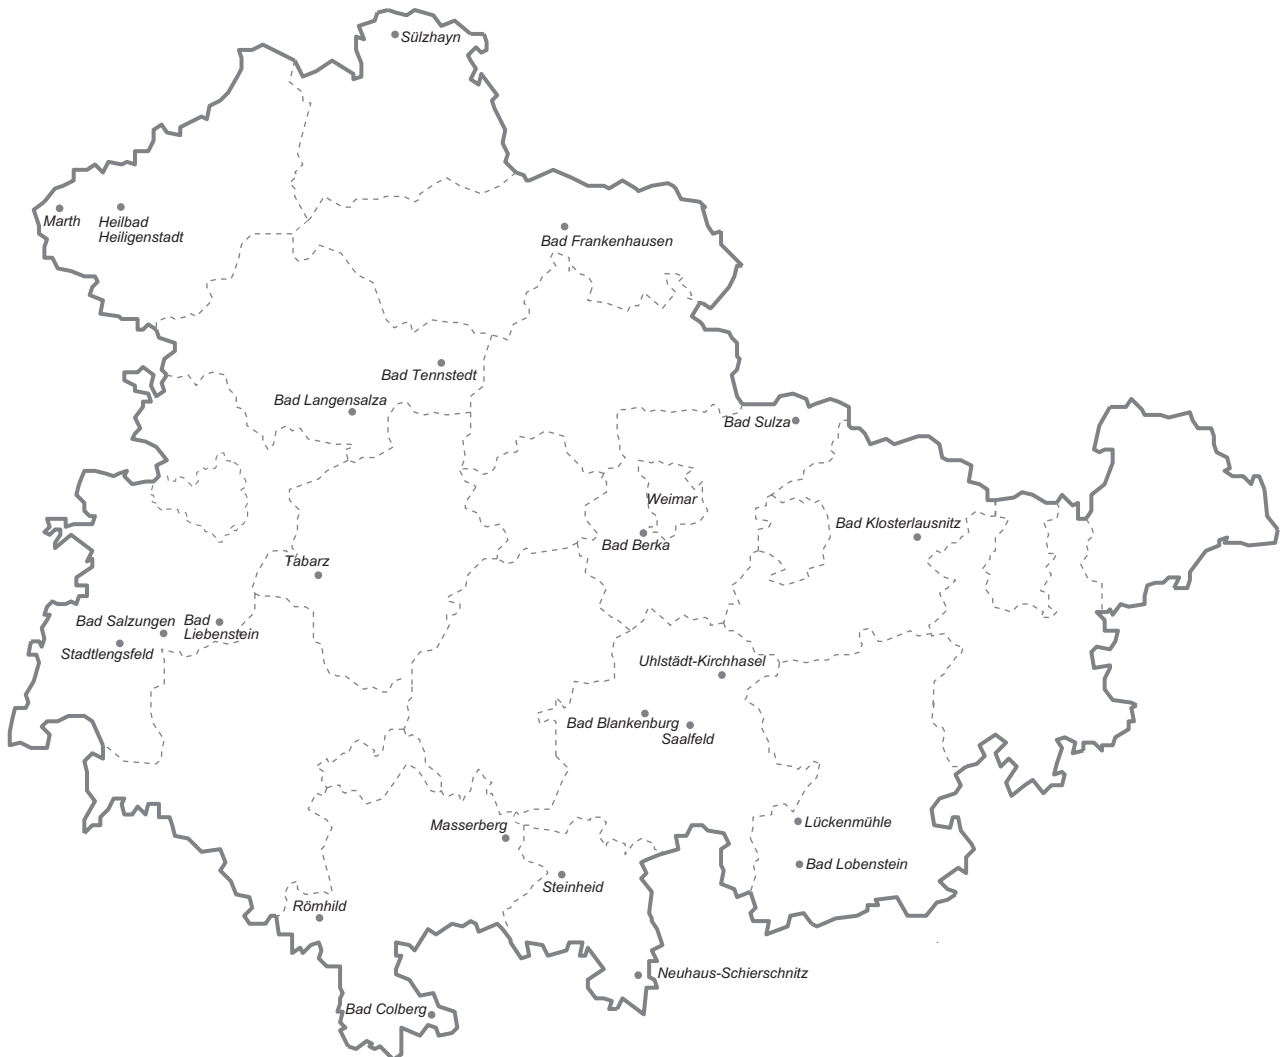 Sülzhayn
Marth
Heilbad
Heiligenstadt
Bad Frankenhausen
Bad Tennstedt
Bad Langensalza
Bad Sulza
Weimar
Bad Klosterlausnitz
Bad Berka
Tabarz
Bad Salzungen
Bad
Liebenstein
Stadtlengsfeld
Uhlstädt-Kirchhasel
Bad Blankenburg
Saalfeld
Masserberg
Lückenmühle
Bad Lobenstein
Steinheid
Römhild
Neuhaus-Schierschnitz
Bad Colberg